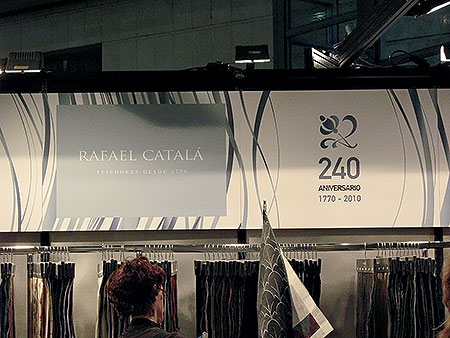 RAFAEL CATALÁ
TEJEDORES DESDE 1770
240
ANIVERSARIO
1770 - 2010